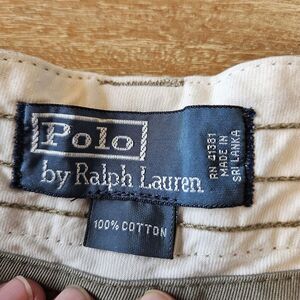 Polo
by Ralph Lauren
RN 41381
MADE IN
SRI LANKA
100% COTTON